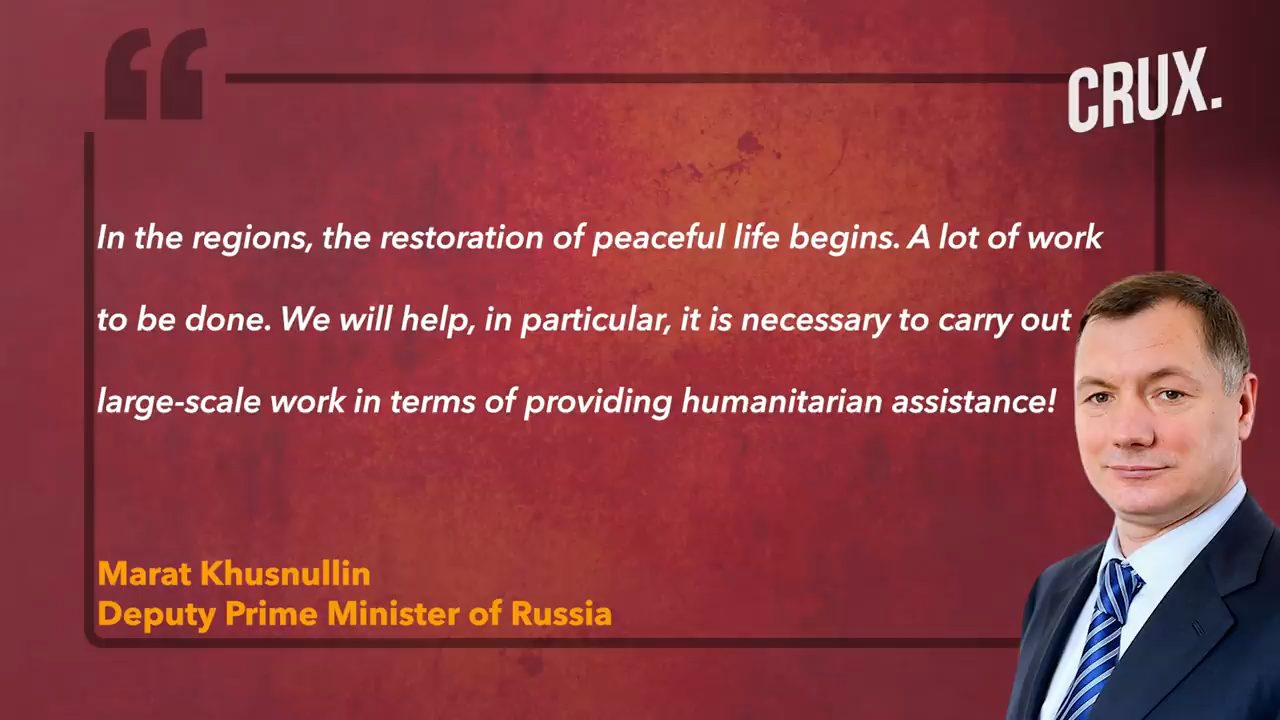 CRUX.
In the regions, the restoration of peaceful life begins. A lot of work
to be done. We will help, in particular, it is necessary to carry out
large-scale work in terms of providing humanitarian assistance!
Marat Khusnullin
Deputy Prime Minister of Russia